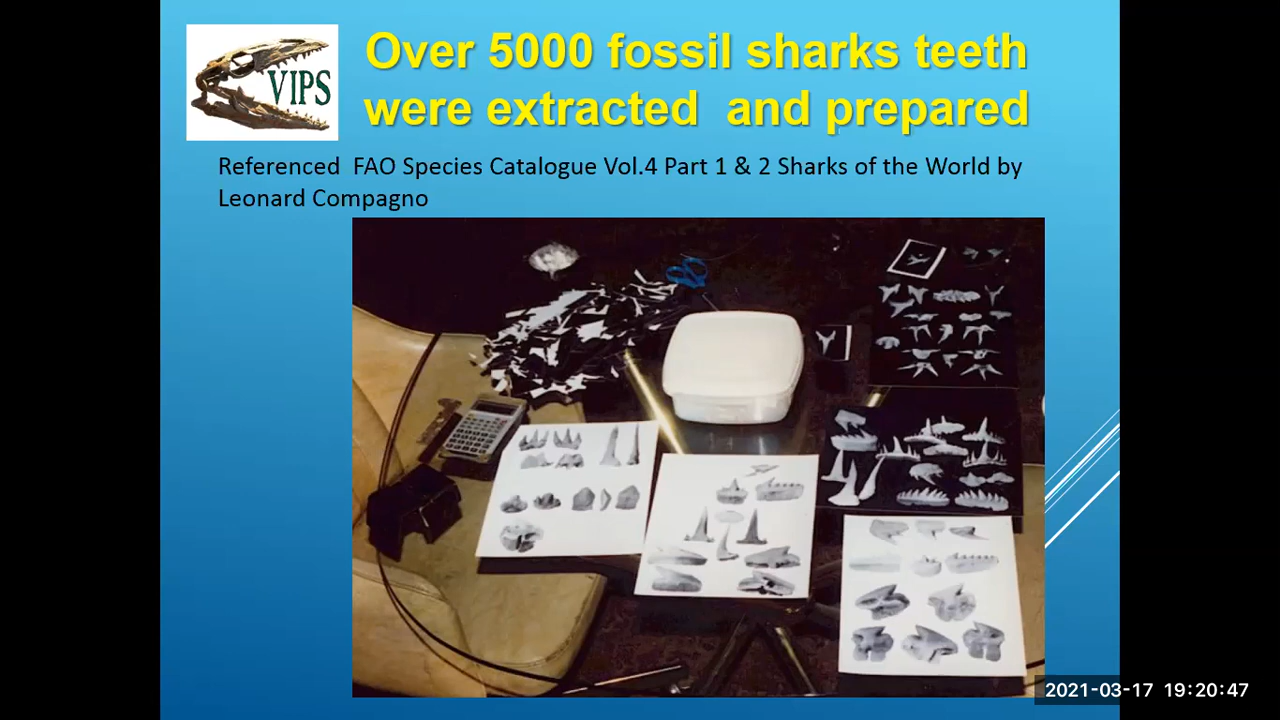 VIPS
Over 5000 fossil sharks teeth
were extracted  and prepared
Referenced  FAO Species Catalogue Vol.4 Part 1 & 2 Sharks of the World by
Leonard Compagno
2021-03-17 19:20:47